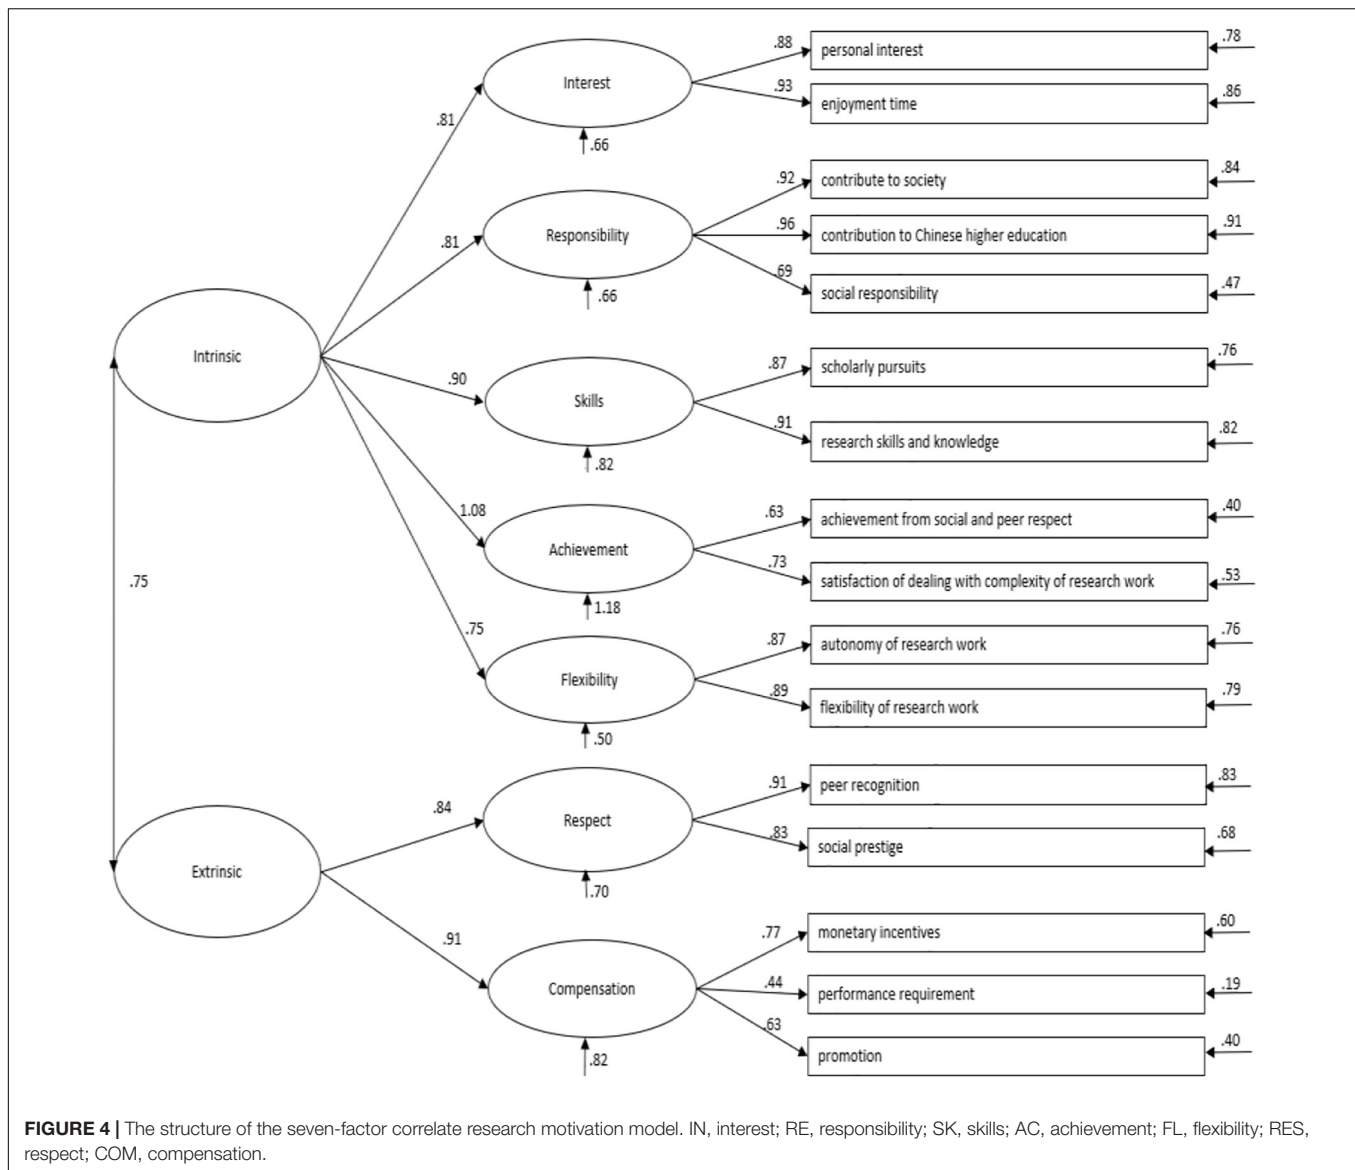 .78
.88
personal interest
Interest
.93
.86
enjoyment time
.81
.66
.84
.92
contribute to society
.96
.91
Responsibility
contribution to Chinese higher education
.81
.69
.47
.66
social responsibility
Intrinsic
.76
.87
scholarly pursuits
.90
Skills
.91
.82
research skills and knowledge
.82
1.08
.63
.40
achievement from social and peer respect
Achievement
.73
.53
satisfaction of dealing with complexity of research work
.75
1.18
.75
.87
.76
autonomy of research work
Flexibility
.89
.79
flexibility of research work
.50
.91
.83
peer recognition
.84
Respect
.83
.68
social prestige
Extrinsic
.70
.91
.77
.60
monetary incentives
Compensation
.44
.19
performance requirement
.63
.40
.82
promotion
FIGURE 4 | The structure of the seven-factor correlate research motivation model. IN, interest; RE, responsibility; SK, skills; AC, achievement; FL, flexibility; RES,
respect; COM, compensation.